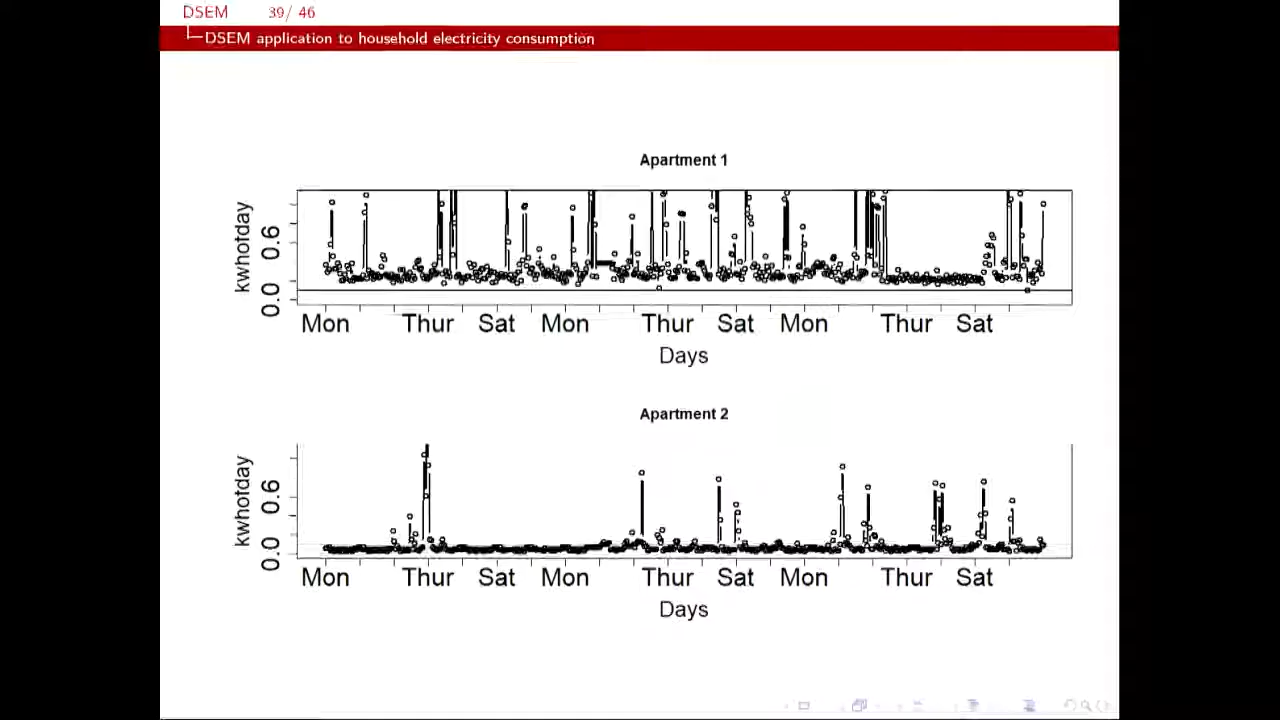 DSEM 39/ 46
DSEM application to household electricity consumption
Apartment 1
kwhofday
0.0 0.6
Mon Thur Sat Mon Thur Sat Mon Thur Sat
Days
Apartment 2
kwhofday
0.0 0.6
Mon Thur Sat Mon Thur Sat Mon Thur Sat
Days